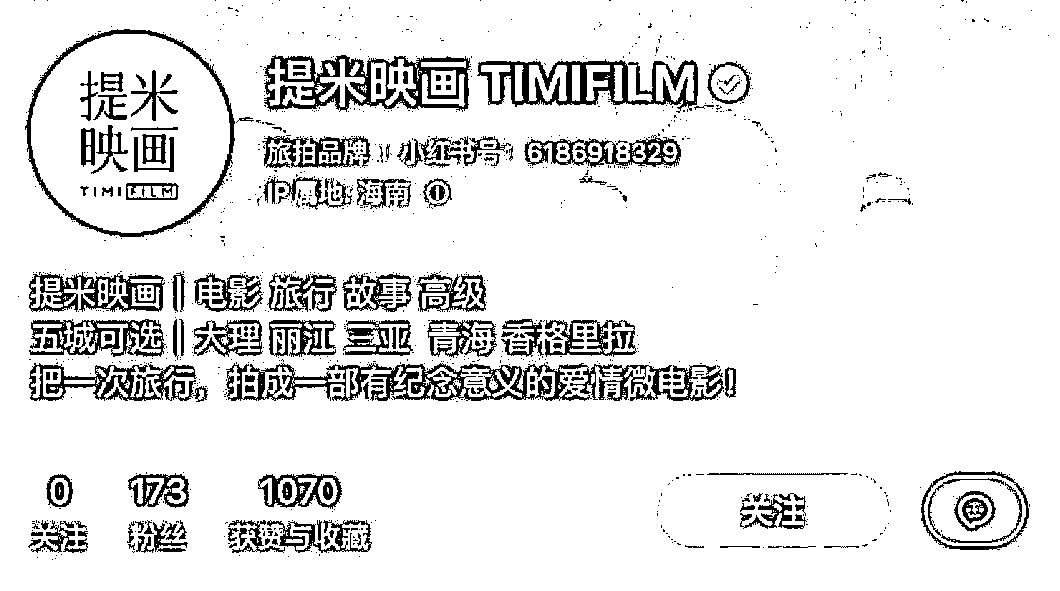 提米
映画
TIMI FILM
提米映画 TIMIFILM
旅拍品牌 小红书号: 6186918329
IP属地: 海南
提米映画 | 电影 旅行 故事 高级
五城可选 | 大理 丽江 三亚 青海 香格里拉
把一次旅行，拍成一部有纪念意义的爱情微电影！
0 173 1070
关注 粉丝 获赞与收藏
关注